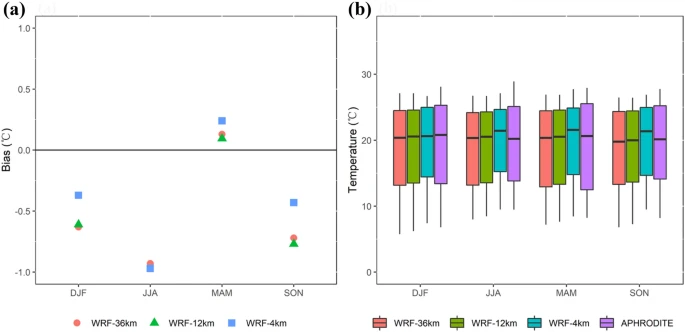 (a)
(b)
1.0
0.5
0.0
-0.5
-1.0
Bias (℃)
DJF JJA MAM SON
WRF-36km WRF-12km WRF-4km
30
20
10
0
Temperature (℃)
DJF JJA MAM SON
WRF-36km WRF-12km WRF-4km APHRODITE